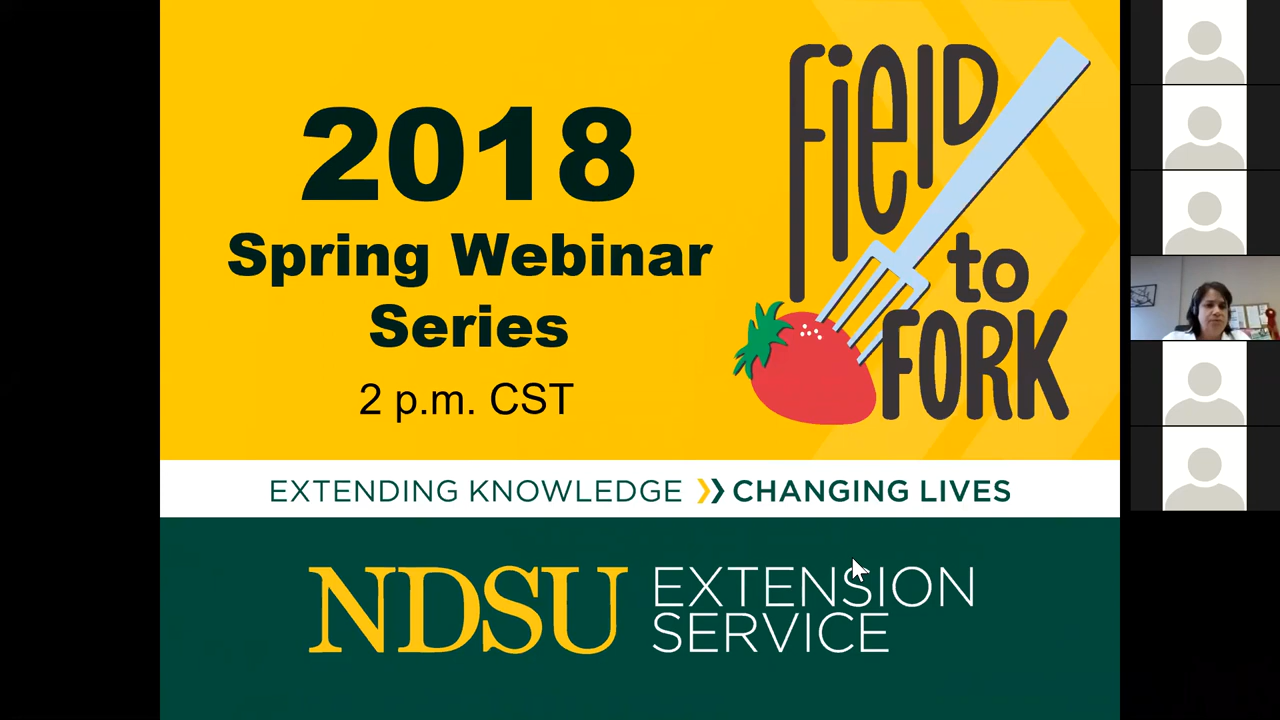 2018
Spring Webinar
Series
2 p.m. CST
FIELD
to
FORK
EXTENDING KNOWLEDGE CHANGING LIVES
NDSU EXTENSION
SERVICE